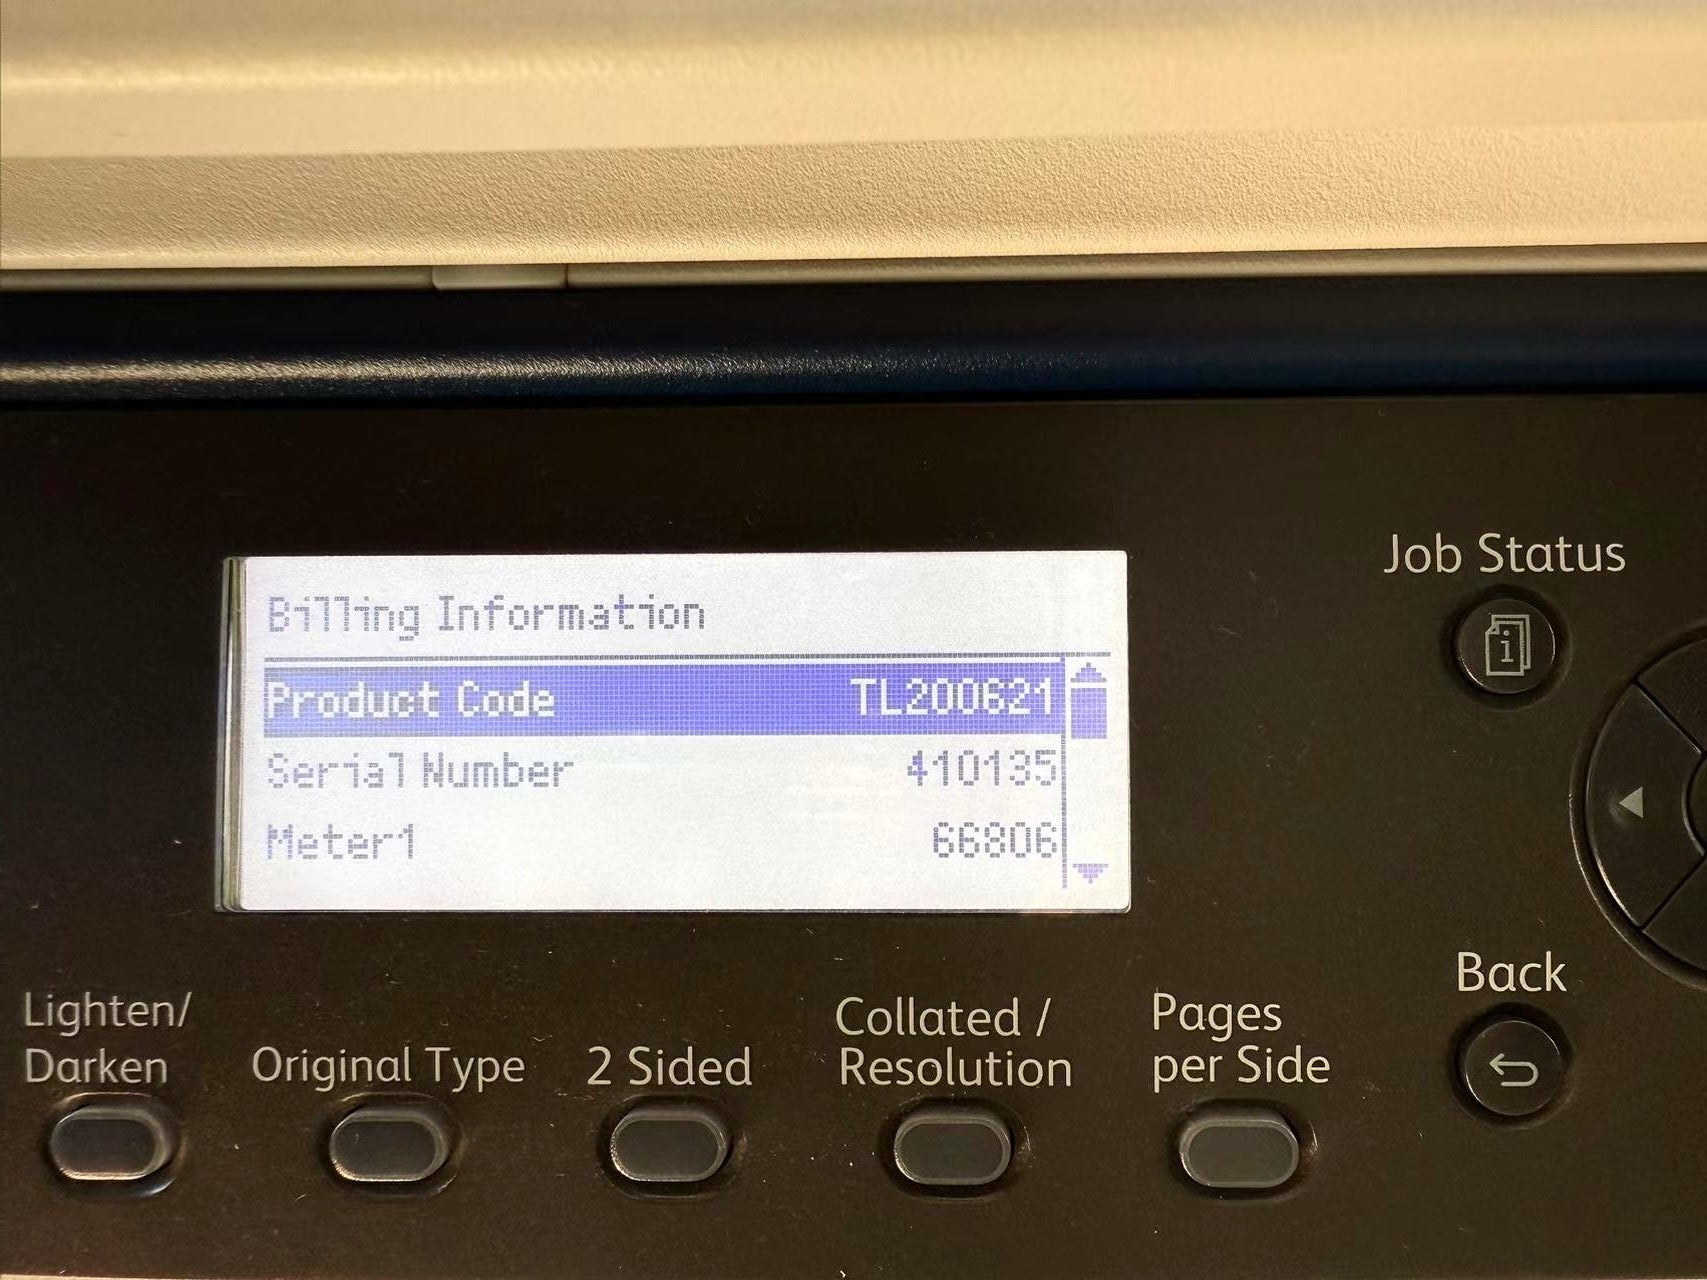 Billing Information
Product Code TL200621
Serial Number 410135
Meter1 66806
Job Status
Back
Lighten/
Darken
Original Type
2 Sided
Collated /
Resolution
Pages
per Side